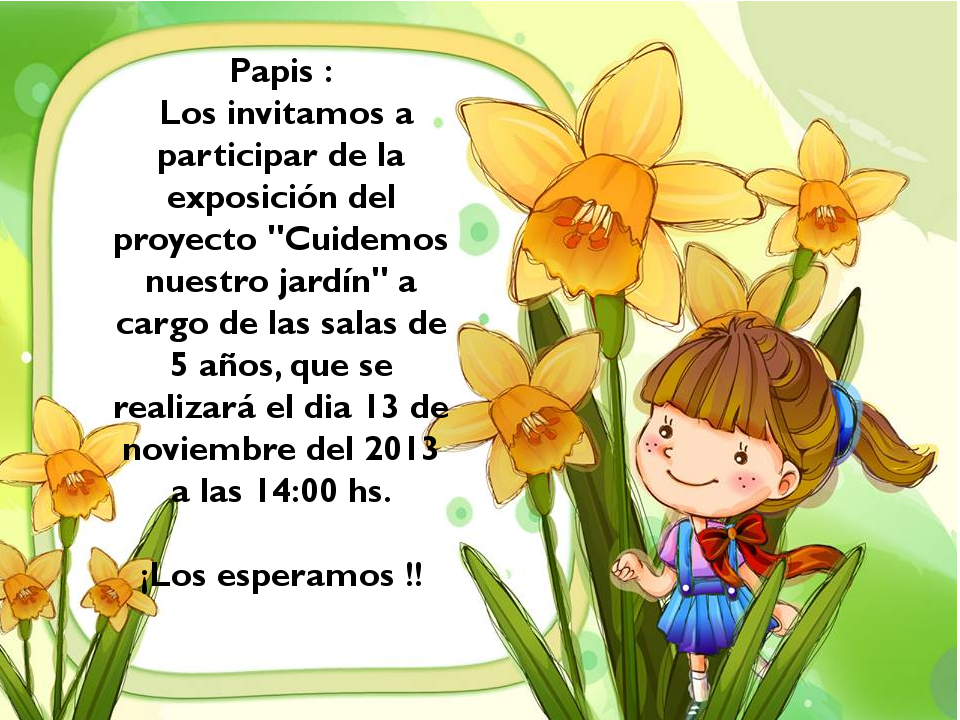 Papis :
Los invitamos a
participar de la
exposición del
proyecto "Cuidemos
nuestro jardín" a
cargo de las salas de
5 años, que se
realizará el dia 13 de
noviembre del 2013
a las 14:00 hs.
¡Los esperamos !!